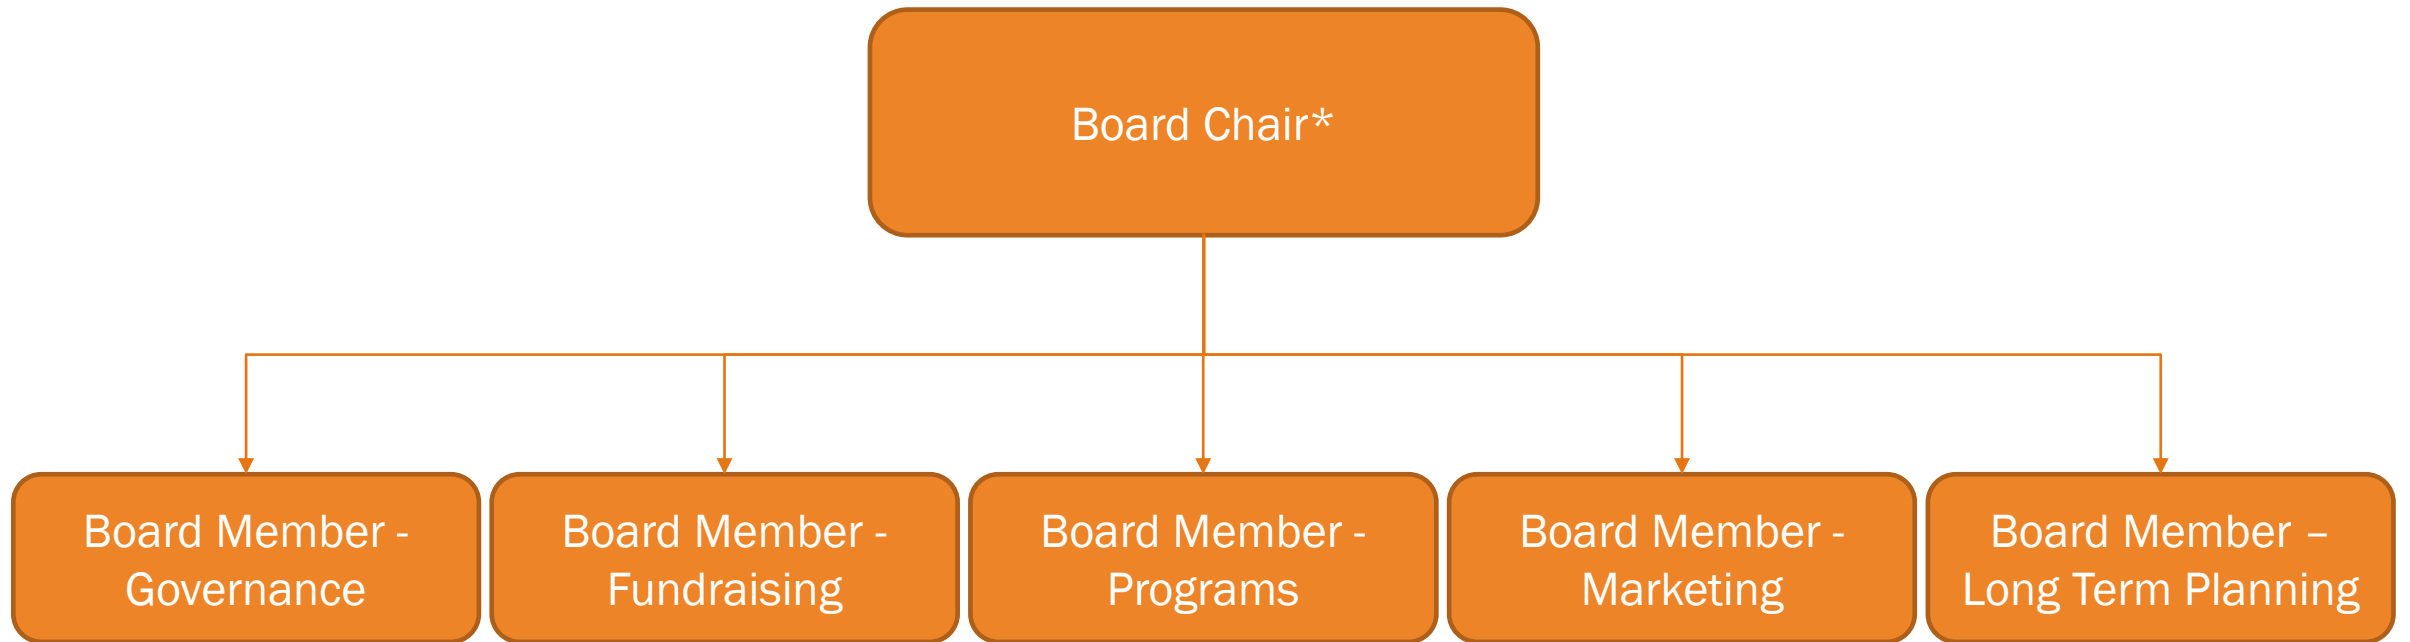 Board Chair*
Board Member -
Governance
Board Member -
Fundraising
Board Member -
Programs
Board Member -
Marketing
Board Member –
Long Term Planning